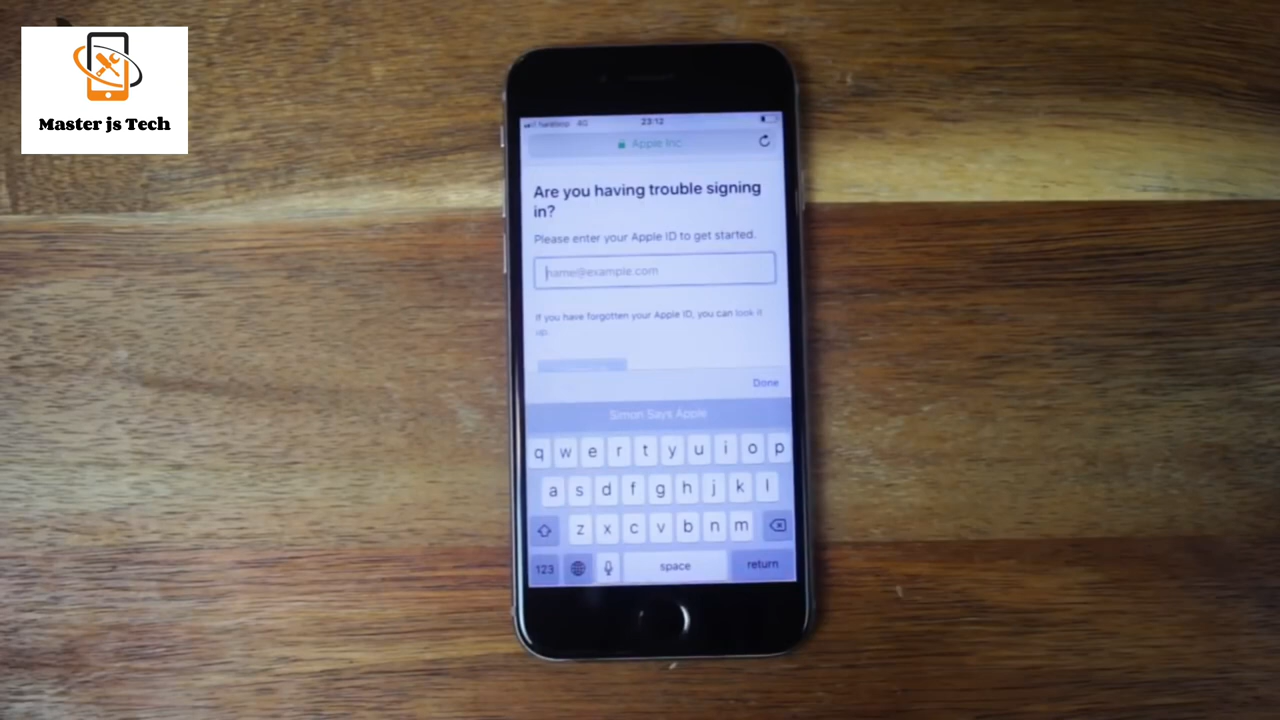 Master js Tech
4G
23:12
Apple Inc.
Are you having trouble signing
in?
Please enter your Apple ID to get started.
name@example.com
If you have forgotten your Apple ID, you can look it
up.
Done
Simon Says Apple
q w e r t y u i o p
a s d f g h j k l
z x c v b n m
123 space return